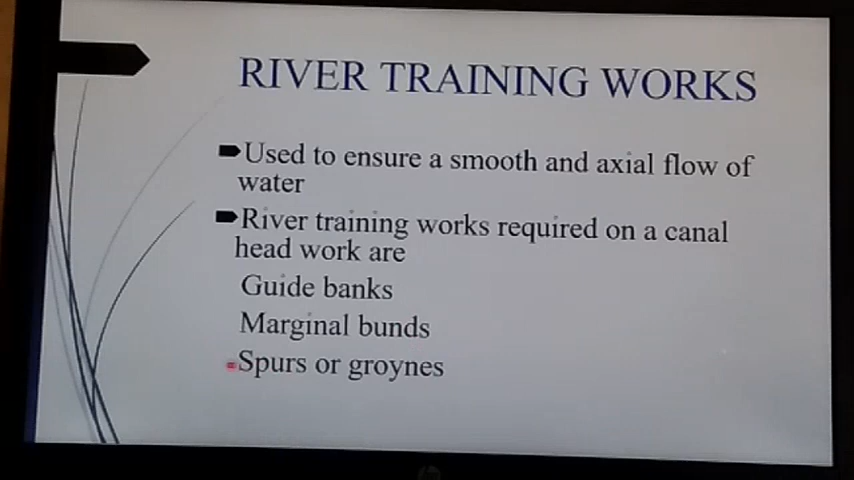 RIVER TRAINING WORKS
Used to ensure a smooth and axial flow of
water
River training works required on a canal
head work are
Guide banks
Marginal bunds
Spurs or groynes